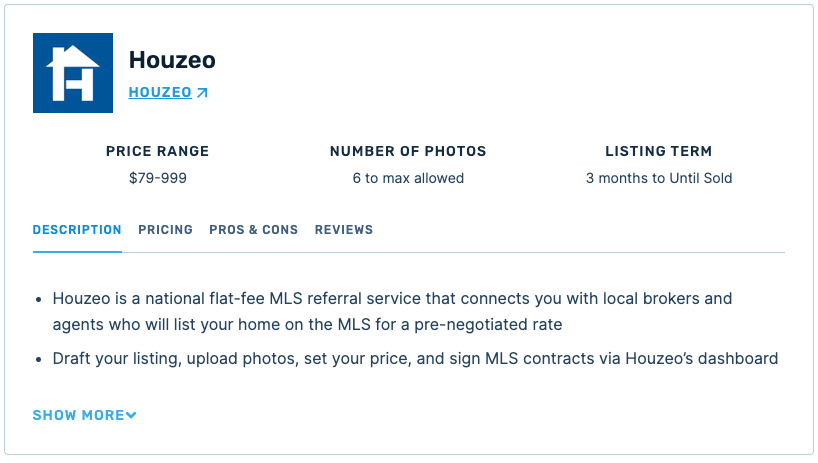 Houzeo
HOUZEO
PRICE RANGE
$79-999
NUMBER OF PHOTOS
6 to max allowed
LISTING TERM
3 months to Until Sold
DESCRIPTION PRICING PROS & CONS REVIEWS
• Houzeo is a national flat-fee MLS referral service that connects you with local brokers and
agents who will list your home on the MLS for a pre-negotiated rate
• Draft your listing, upload photos, set your price, and sign MLS contracts via Houzeo’s dashboard
SHOW MORE